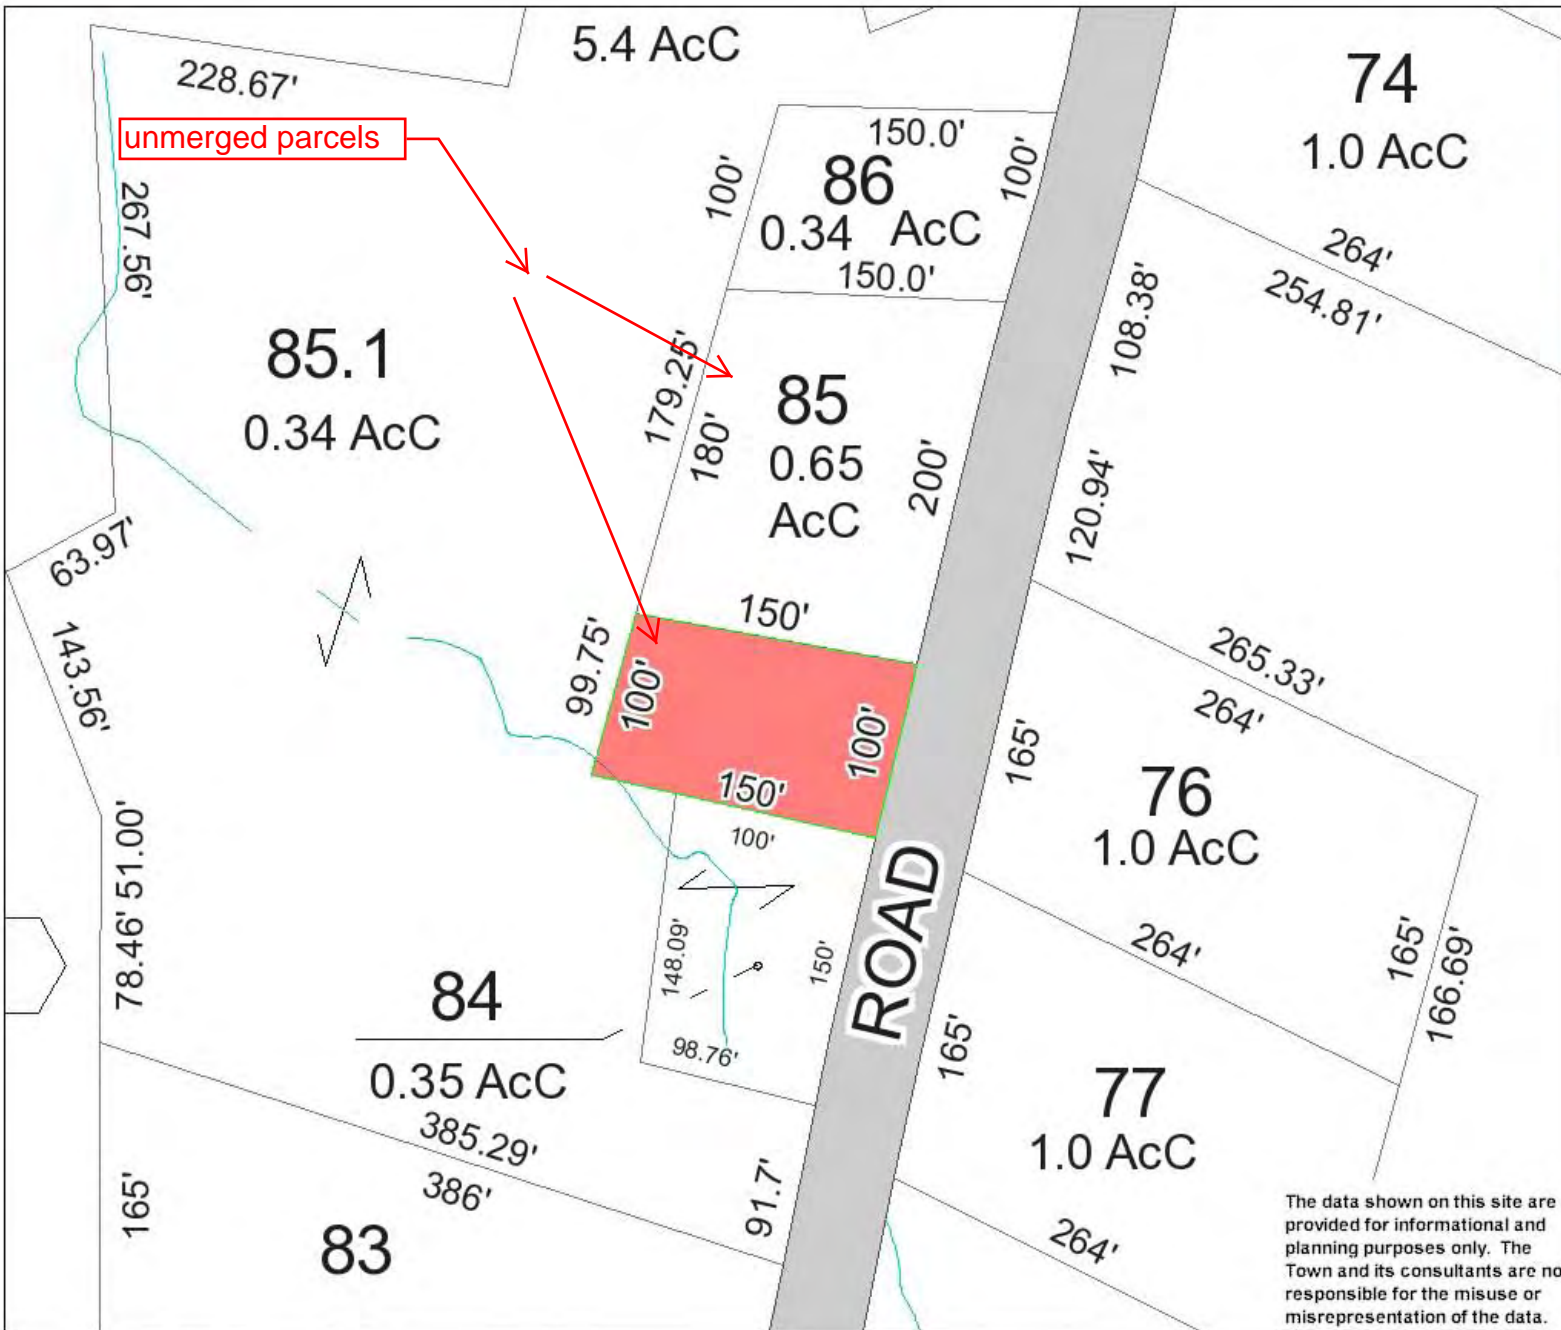 5.4 AcC
228.67'
unmerged parcels
267.56'
85.1
0.34 AcC
63.97'
143.56'
78.46' 51.00'
150.0'
100'
100'
86
0.34 AcC
150.0'
179.25'
180'
85
0.65
AcC
200'
150'
99.75'
100'
100'
150'
100'
148.09'
150'
98.76'
84
0.35 AcC
385.29'
386'
165'
83
91.7'
ROAD
74
1.0 AcC
264'
254.81'
108.38'
120.94'
265.33'
264'
165'
76
1.0 AcC
264'
165'
166.69'
165'
77
1.0 AcC
264'
The data shown on this site are
provided for informational and
planning purposes only. The
Town and its consultants are no
responsible for the misuse or
misrepresentation of the data.